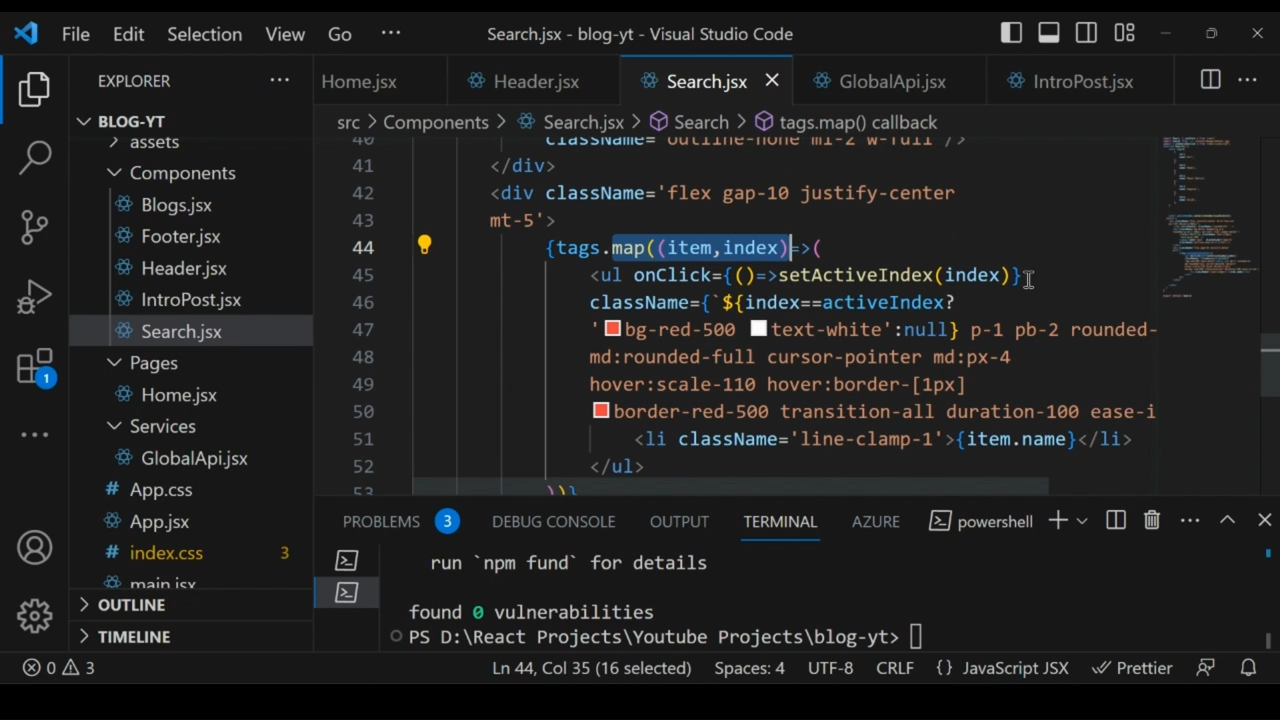 File Edit Selection View Go ··· Search.jsx - blog-yt - Visual Studio Code
EXPLORER ··· Home.jsx Header.jsx Search.jsx GlobalApi.jsx IntroPost.jsx ···
BLOG-YT
src > Components > Search.jsx > Search > tags.map() callback
assets
Components
Blogs.jsx
Footer.jsx
Header.jsx
IntroPost.jsx
Search.jsx
Pages
Home.jsx
Services
GlobalApi.jsx
App.css
App.jsx
index.css 3
main.jsx
OUTLINE
TIMELINE
1
40 className='outline-none ml-2 w-full' />
41 </div>
42 <div className='flex gap-10 justify-center
43 mt-5'>
44 {tags.map((item,index)=>(
45 <ul onClick={()=>setActiveIndex(index)}
46 className={`${index==activeIndex?
47 'bg-red-500 text-white':null} p-1 pb-2 rounded-
48 md:rounded-full cursor-pointer md:px-4
49 hover:scale-110 hover:border-[1px]
50 border-red-500 transition-all duration-100 ease-i
51 <li className='line-clamp-1'>{item.name}</li>
52 </ul>
53 ))}
PROBLEMS 3 DEBUG CONSOLE OUTPUT TERMINAL AZURE powershell ···
run `npm fund` for details
found 0 vulnerabilities
PS D:\React Projects\Youtube Projects\blog-yt>
0 3 Ln 44, Col 35 (16 selected) Spaces: 4 UTF-8 CRLF {} JavaScript JSX Prettier